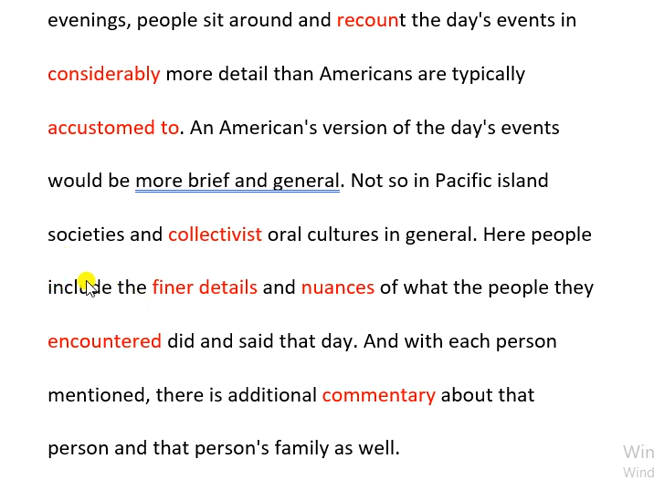 evenings, people sit around and recount the day's events in
considerably more detail than Americans are typically
accustomed to. An American's version of the day's events
would be more brief and general. Not so in Pacific island
societies and collectivist oral cultures in general. Here people
include the finer details and nuances of what the people they
encountered did and said that day. And with each person
mentioned, there is additional commentary about that
person and that person's family as well.
Win
Wind